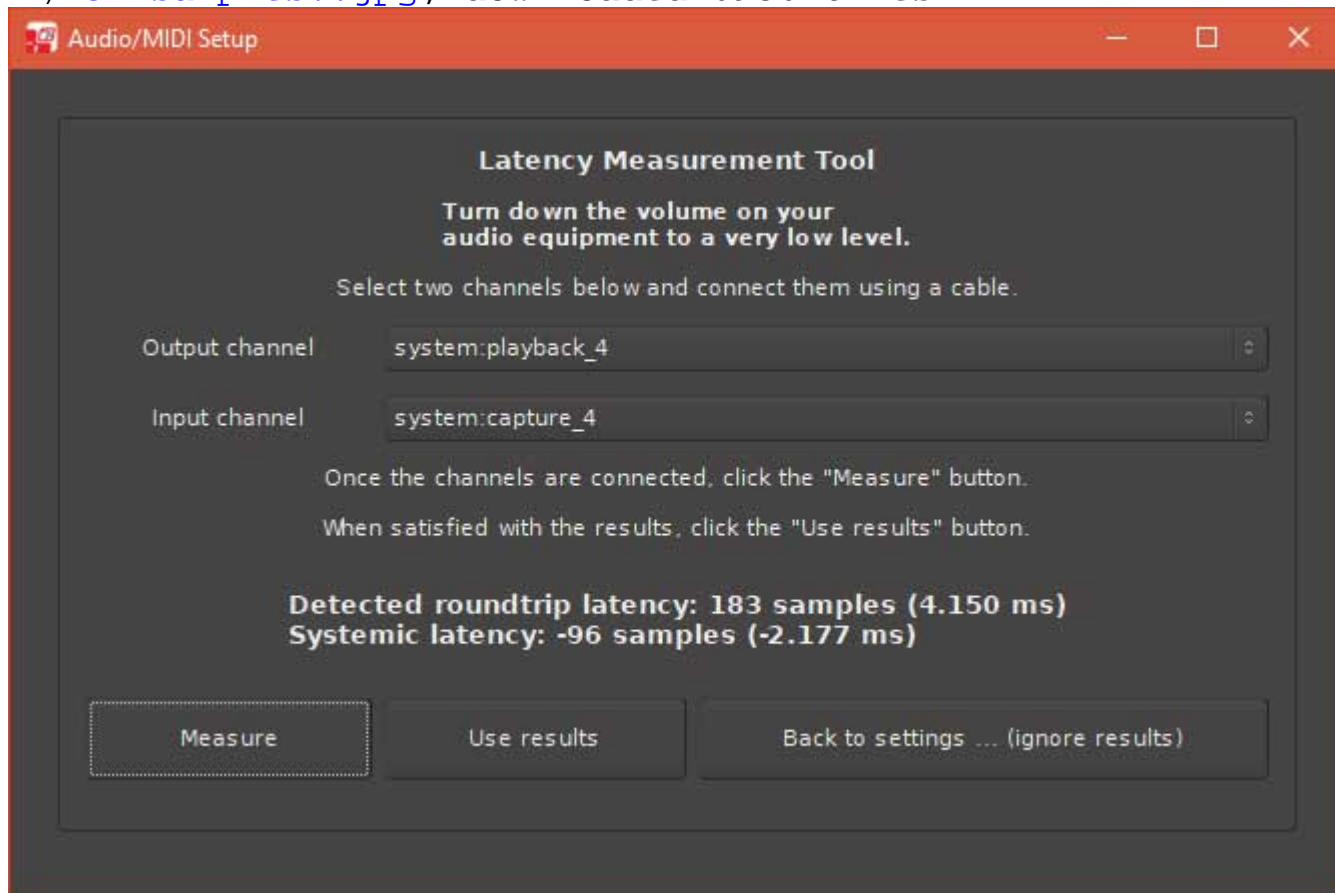 Audio/MIDI Setup
Latency Measurement Tool
Turn down the volume on your
audio equipment to a very low level.
Select two channels below and connect them using a cable.
Output channel system:playback_4
Input channel system:capture_4
Once the channels are connected, click the "Measure" button.
When satisfied with the results, click the "Use results" button.
Detected roundtrip latency: 183 samples (4.150 ms)
Systemic latency: -96 samples (-2.177 ms)
Measure Use results Back to settings ... (ignore results)